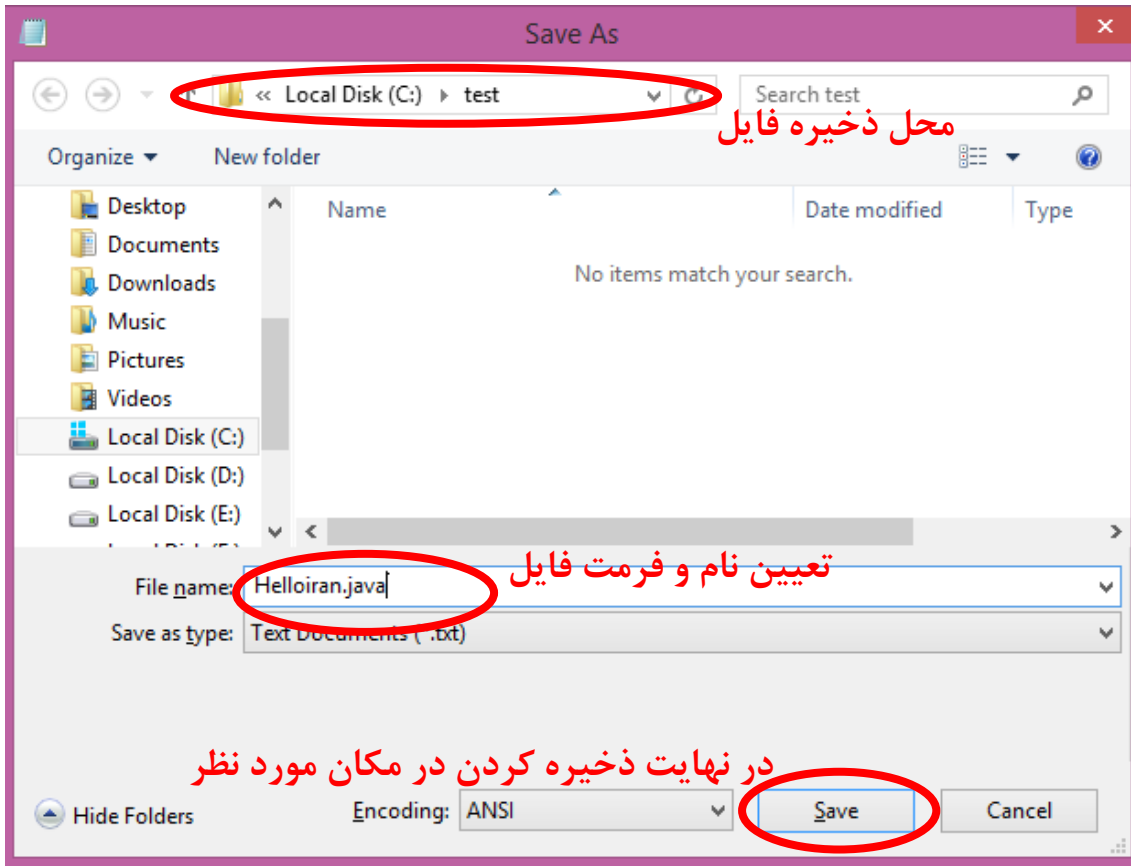 Save As
« Local Disk (C:) test
Search test
محل ذخیره فایل
Organize New folder
Desktop
Documents
Downloads
Music
Pictures
Videos
Local Disk (C:)
Local Disk (D:)
Local Disk (E:)
Name Date modified Type
No items match your search.
تعیین نام و فرمت فایل
File name: Helloiran.java
Save as type: Text Documents (*.txt)
در نهایت ذخیره کردن در مکان مورد نظر
Hide Folders Encoding: ANSI Save Cancel